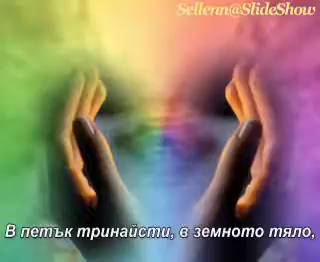 Sellenn@SlideShow
В петък тринайсти, в земното тяло,